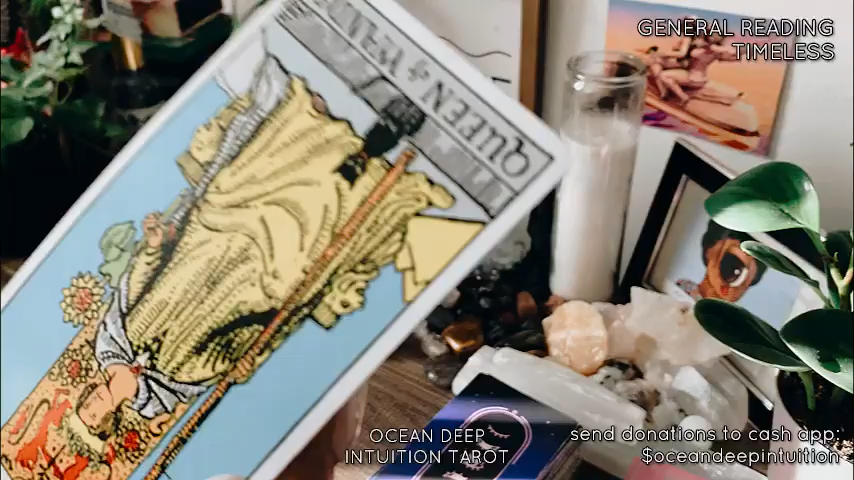 GENERAL READING
TIMELESS
QUEEN of WANDS
OCEAN DEEP
INTUITION TAROT
send donations to cash app:
$oceandeepintuition